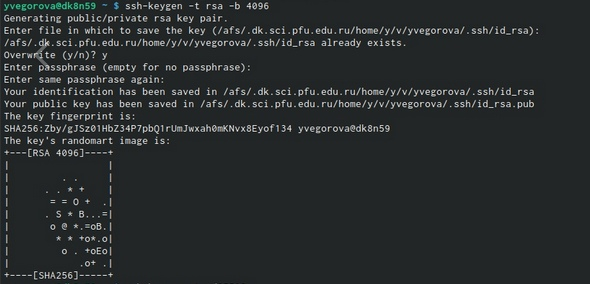 yvegorova@dk8n59 ~ $ ssh-keygen -t rsa -b 4096
Generating public/private rsa key pair.
Enter file in which to save the key (/afs/.dk.sci.pfu.edu.ru/home/y/v/yvegorova/.ssh/id_rsa):
/afs/.dk.sci.pfu.edu.ru/home/y/v/yvegorova/.ssh/id_rsa already exists.
Overwrite (y/n)? y
Enter passphrase (empty for no passphrase):
Enter same passphrase again:
Your identification has been saved in /afs/.dk.sci.pfu.edu.ru/home/y/v/yvegorova/.ssh/id_rsa
Your public key has been saved in /afs/.dk.sci.pfu.edu.ru/home/y/v/yvegorova/.ssh/id_rsa.pub
The key fingerprint is:
SHA256:Zby/gJSz01HbZ34P7pbQ1rUmJwxah0mKNvx8Eyof134 yvegorova@dk8n59
The key's randomart image is:
+---[RSA 4096]----+
|                 |
|        . .      |
|     . . * +     |
|      = = O +  . |
|     . S * B...=|
|      o @ *.=oB.|
|       * * +o*.o|
|        o . +oEo|
|           .o+ .|
+----[SHA256]-----+